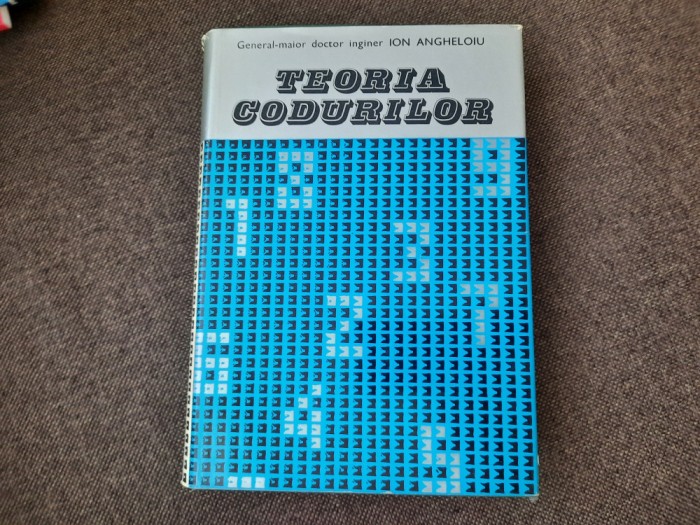 General-maior doctor inginer ION ANGHELOIU
TEORIA
CODURILOR